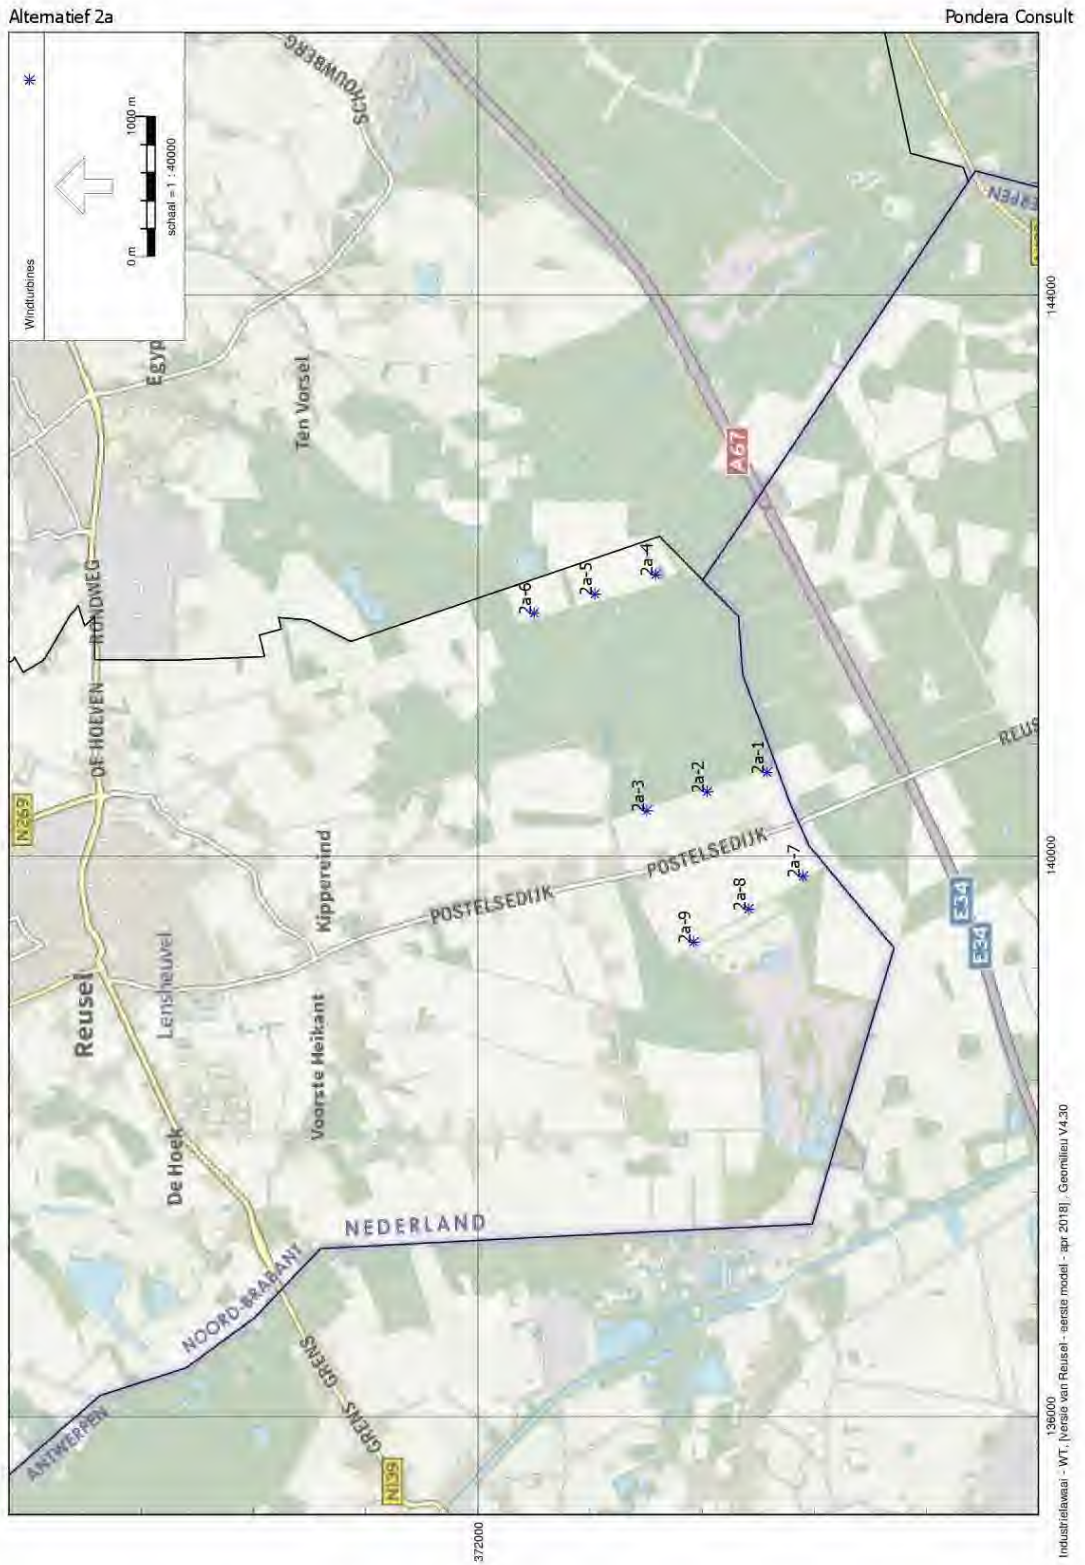 Alternatief 2a
Pondera Consult
Windturbines
0 m
1000 m
schaal = 1 : 40000
SCHOUWBERG
Egyp
Ten Vorsel
RONDWEG
DE HOEVEN
N269
Reusel
Lensheuvel
Kippereind
Voorste Heikant
De Hoek
POSTELSEDIJK
POSTELSEDIJK
A67
2a-6
2a-5
2a-4
2a-3
2a-2
2a-1
2a-9
2a-8
2a-7
REUS
E34
E34
ERPEN
NEDERLAND
NOORD-BRABANT
ANTWERPEN
GRENS
GRENS
N139
144000
140000
136000
372000
Industrielawaai - WT, [versie van Reusel - eerste model - apr 2018] , Geomilieu V4.30